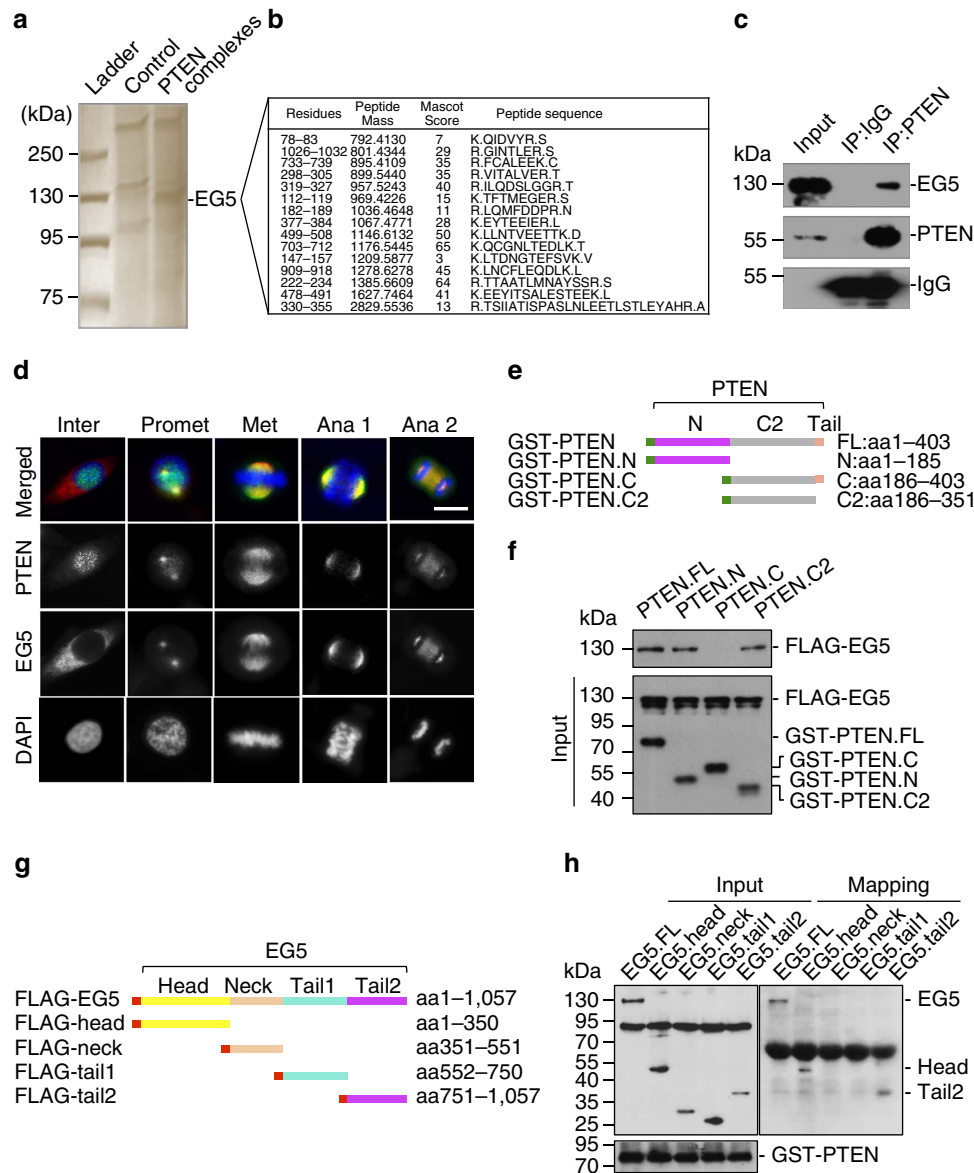 a
Ladder
Control
PTEN complexes
(kDa)
250
130
95
75
-EG5
b
Residues Peptide Mass Mascot Score Peptide sequence
78–83 792.4130 7 K.QIDVYR.S
1026–1032 801.4344 29 R.GINTLER.S
733–739 895.4109 35 R.FCALEEK.C
298–305 899.5440 35 R.VITALVER.T
319–327 957.5243 40 R.ILQDSLGGR.T
112–119 969.4226 15 K.TFTMEGER.S
182–189 1036.4648 11 R.LQMFDDPR.N
377–384 1067.4771 28 K.EYTEEIER.L
499–508 1146.6132 50 K.LLNTVEETTK.D
703–712 1176.5445 65 K.QCGNLTEDLK.T
147–157 1209.5877 3 K.LTDNGTEFSVK.V
909–918 1278.6278 45 K.LNCFLEQDLK.L
222–234 1385.6609 64 R.TTAATLMNAYSSR.S
478–491 1627.7464 41 K.EEYITSALESTEEK.L
330–355 2829.5536 13 R.TSIIATISPASLNLEETLSTLEYAHR.A
c
Input
IP:IgG
IP:PTEN
kDa
130 -EG5
55 -PTEN
55 -IgG
d
Inter Promet Met Ana 1 Ana 2
Merged
PTEN
EG5
DAPI
e
PTEN
N C2 Tail
GST-PTEN FL:aa1–403
GST-PTEN.N N:aa1–185
GST-PTEN.C C:aa186–403
GST-PTEN.C2 C2:aa186–351
f
PTEN.FL
PTEN.N
PTEN.C
PTEN.C2
kDa
130 - FLAG-EG5
Input
130 - FLAG-EG5
95
70
55
40
- GST-PTEN.FL
GST-PTEN.C
GST-PTEN.N
GST-PTEN.C2
g
EG5
Head Neck Tail1 Tail2
FLAG-EG5 aa1–1,057
FLAG-head aa1–350
FLAG-neck aa351–551
FLAG-tail1 aa552–750
FLAG-tail2 aa751–1,057
h
Input Mapping
EG5.FL
EG5.head
EG5.neck
EG5.tail1
EG5.tail2
EG5.FL
EG5.head
EG5.neck
EG5.tail1
EG5.tail2
kDa
130
95
70
55
40
35
25
- EG5
- Head
- Tail2
95
70
- GST-PTEN